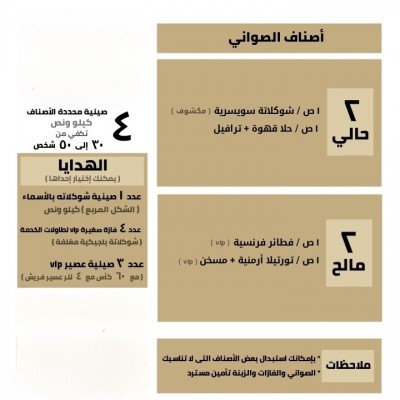 أصناف الصواني
٢
حالي
١ ص / شوكلاتة سويسرية ( مكشوف )
١ ص / حلا قهوة + ترافيل
٢
مالح
١ ص / فطائر فرنسية ( vip )
١ ص / تورتيلا أرمنية + مسخن ( vip )
ملاحظات
* بإمكانك استبدال بعض الأصناف التى لا تناسبك
* الصواني والفازات والزينة تأمين مسترد
٤
صينية محددة الأصناف
كيلو ونص
تكفي من
٣٠ إلى ٥٠ شخص
الهدايا
( يمكنك إختيار إحداها )
عدد ١ صينية شوكلاته بالأسماء
( الشكل المربع ) كيلو ونص
عدد ٤ فازة صغيرة vip لطاولات الخدمة
( شوكلاتة بلجيكية مغلفة )
عدد ٣ صينية عصير vip
( مع ٦٠ كأس مع ٤ لتر عصير فريش )